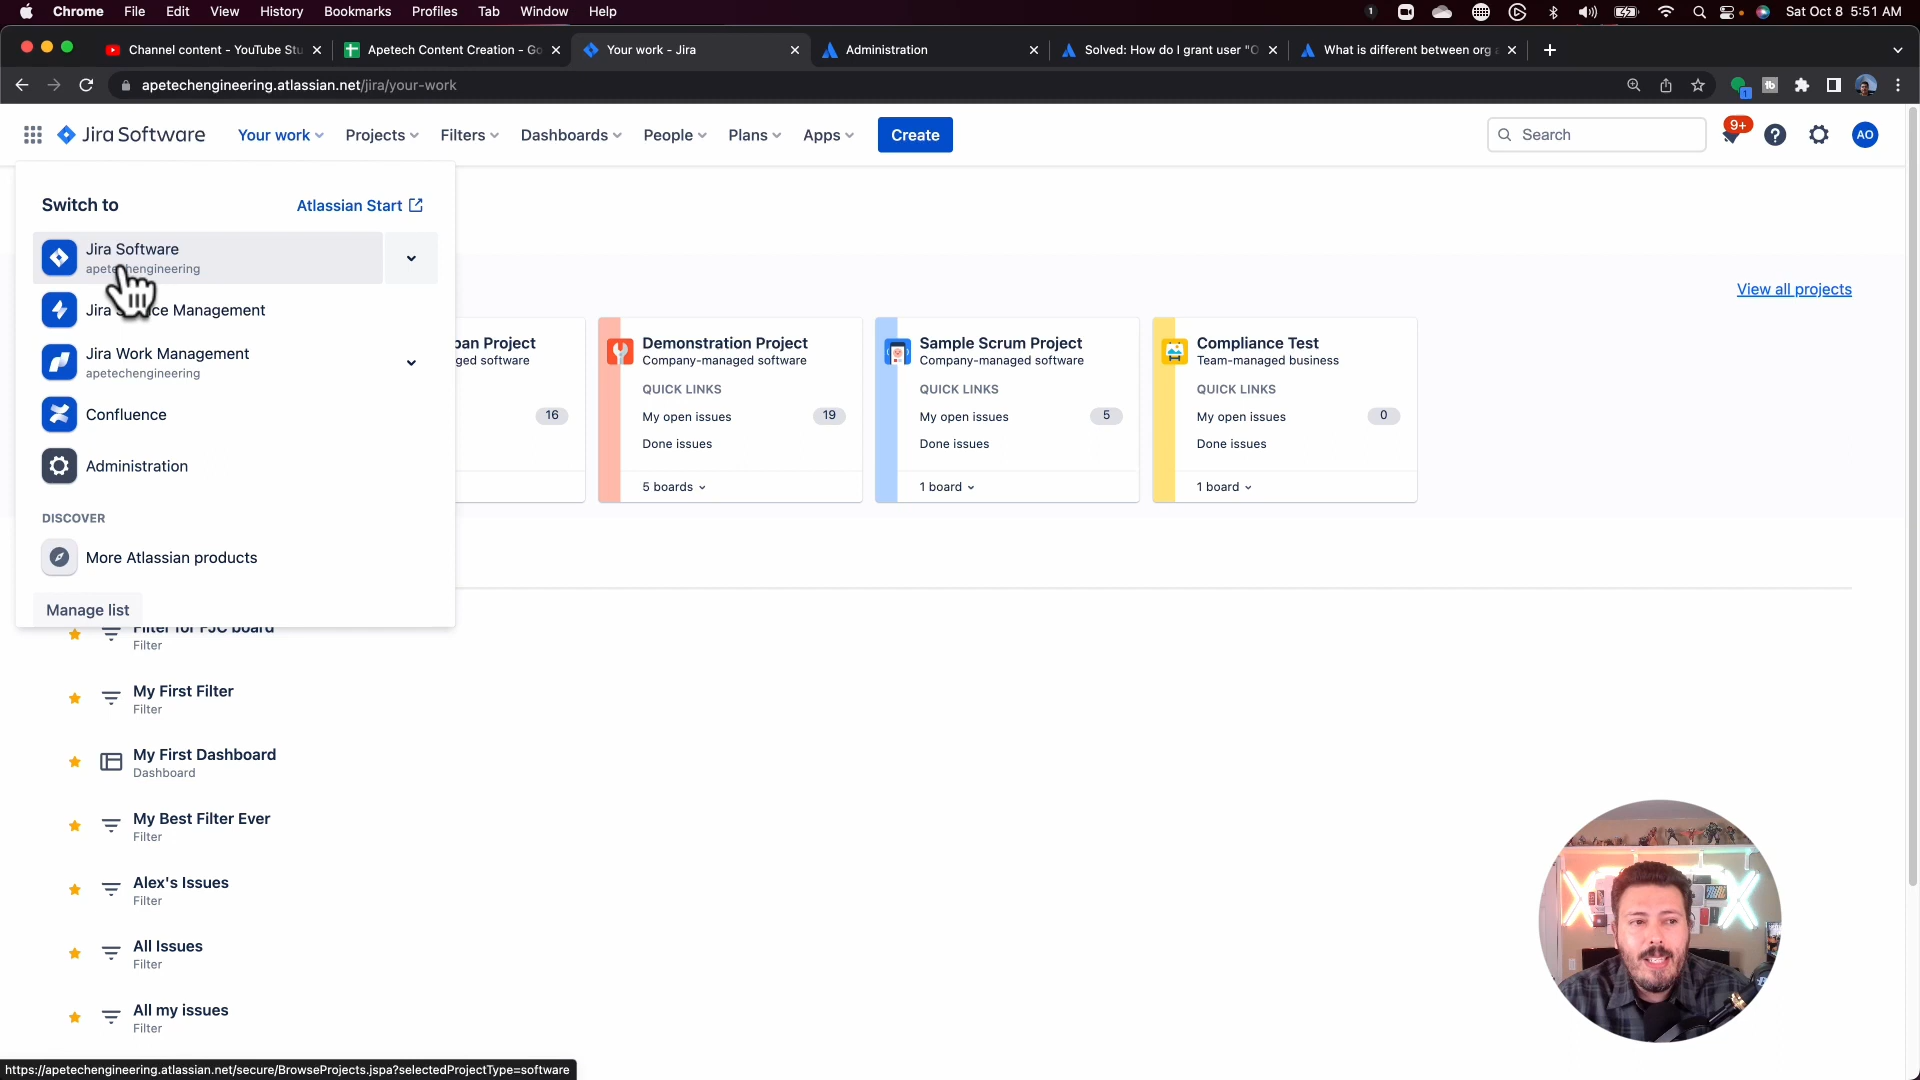 Chrome File Edit View History Bookmarks Profiles Tab Window Help
1 Sat Oct 8 5:51 AM
Channel content - YouTube Stu
Apetech Content Creation - Go
Your work - Jira
Administration
Solved: How do I grant user "O
What is different between org a
apetechengineering.atlassian.net/jira/your-work
Jira Software
Your work Projects Filters Dashboards People Plans Apps Create
Search
9+
AO
Switch to
Atlassian Start
Jira Software
apetechengineering
Jira Management
Jira Work Management
apetechengineering
Confluence
Administration
DISCOVER
More Atlassian products
Manage list
View all projects
Project
software
16
Demonstration Project
Company-managed software
QUICK LINKS
My open issues 19
Done issues
5 boards
Sample Scrum Project
Company-managed software
QUICK LINKS
My open issues 5
Done issues
1 board
Compliance Test
Team-managed business
QUICK LINKS
My open issues 0
Done issues
1 board
Filter for FJC board
Filter
My First Filter
Filter
My First Dashboard
Dashboard
My Best Filter Ever
Filter
Alex's Issues
Filter
All Issues
Filter
All my issues
Filter
https://apetechengineering.atlassian.net/secure/BrowseProjects.jspa?selectedProjectType=software